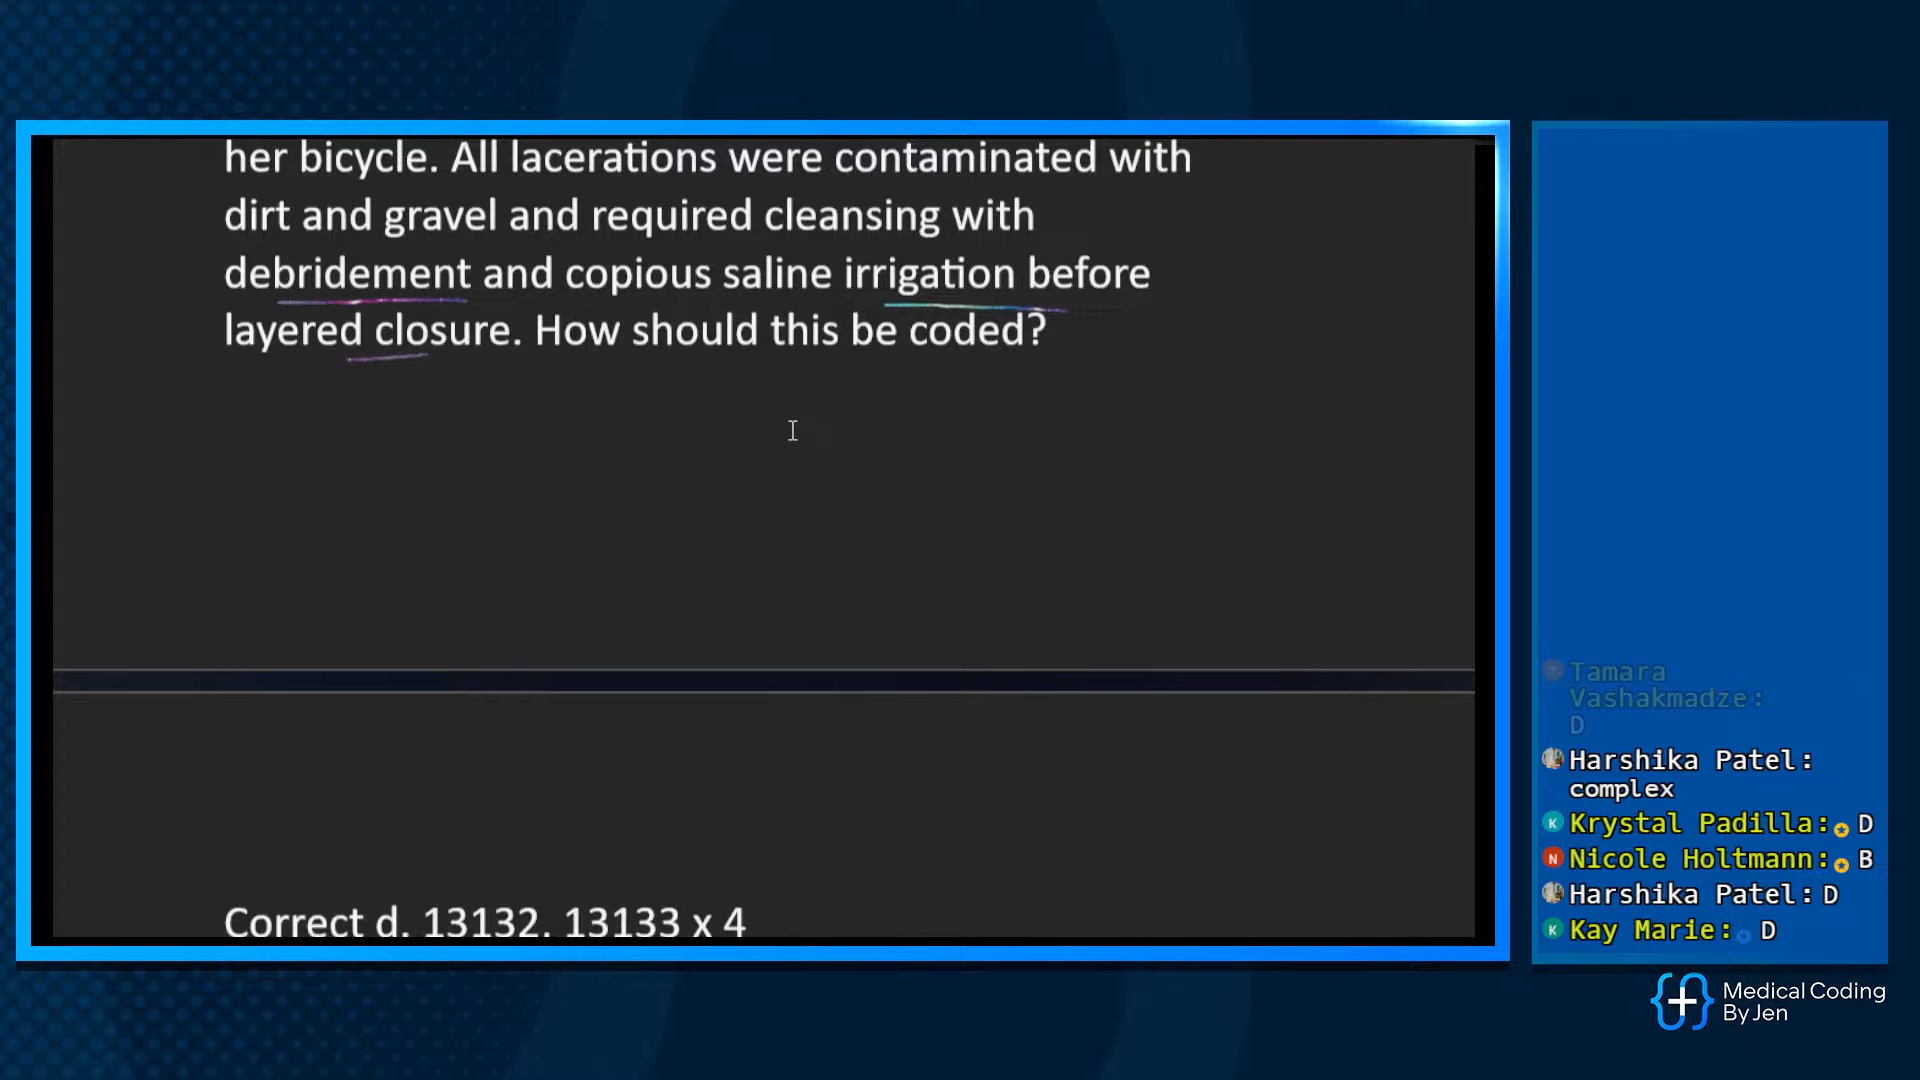 her bicycle. All lacerations were contaminated with
dirt and gravel and required cleansing with
debridement and copious saline irrigation before
layered closure. How should this be coded?
Correct d. 13132, 13133 x 4
Tamara
Vashakmadze:
D
Harshika Patel:
complex
K Krystal Padilla: D
N Nicole Holtmann: B
Harshika Patel: D
K Kay Marie: D
Medical Coding
By Jen